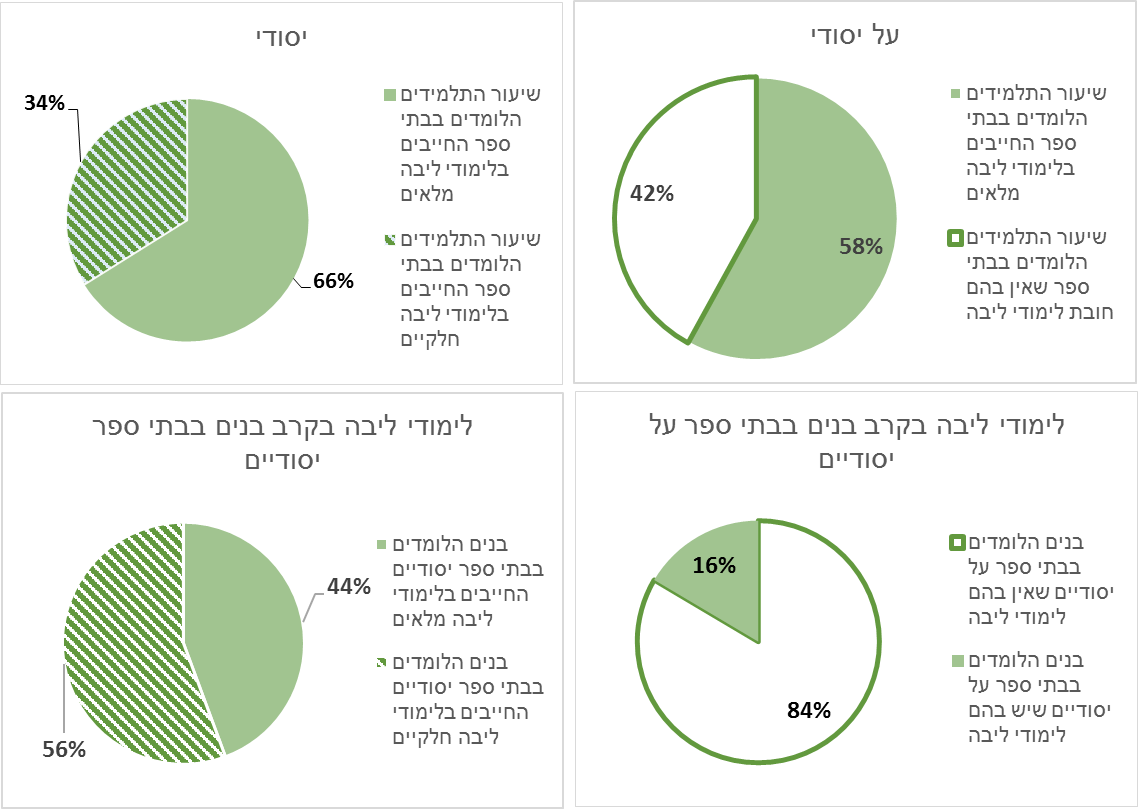 יסודי
34%
66%
שיעור התלמידים
הלומדים בבתי
ספר החייבים
בלימודי ליבה
מלאים
שיעור התלמידים
הלומדים בבתי
ספר החייבים
בלימודי ליבה
חלקיים
על יסודי
42%
58%
שיעור התלמידים
הלומדים בבתי
ספר החייבים
בלימודי ליבה
מלאים
שיעור התלמידים
הלומדים בבתי
ספר שאין בהם
חובת לימודי ליבה
לימודי ליבה בקרב בנים בבתי ספר
יסודיים
44%
56%
בנים הלומדים
בבתי ספר יסודיים
החייבים בלימודי
ליבה מלאים
בנים הלומדים
בבתי ספר יסודיים
החייבים בלימודי
ליבה חלקיים
לימודי ליבה בקרב בנים בבתי ספר על
יסודיים
16%
84%
בנים הלומדים
בבתי ספר על
יסודיים שאין בהם
לימודי ליבה
בנים הלומדים
בבתי ספר על
יסודיים שיש בהם
לימודי ליבה